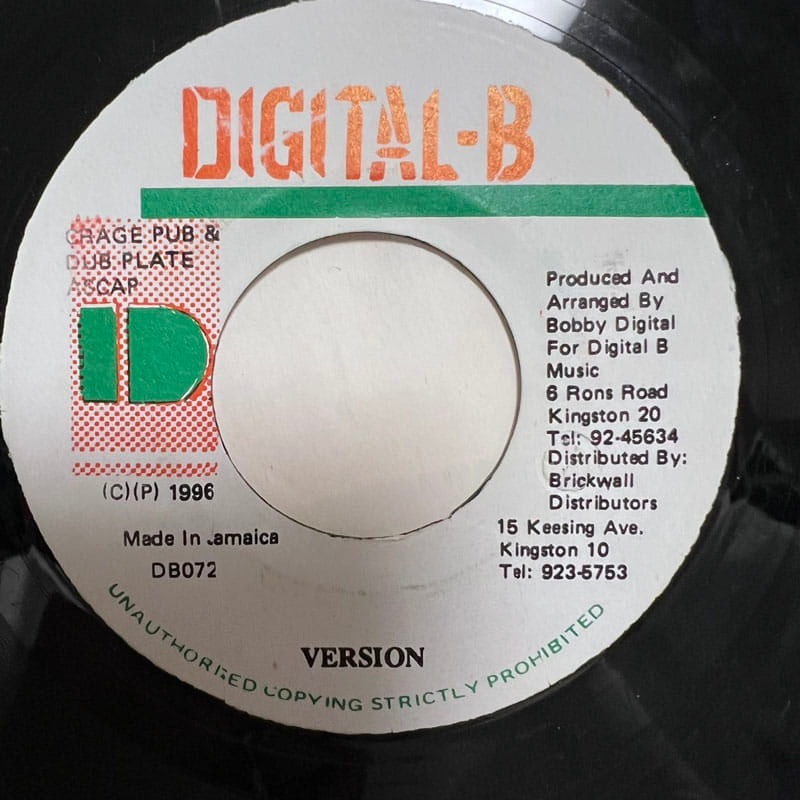 DIGITAL-B
CRAGE PUB &
DUB PLATE
ASCAP
D
(C)(P) 1996
Made In Jamaica
DB072
Produced And
Arranged By
Bobby Digital
For Digital B
Music
6 Rons Road
Kingston 20
Tel: 92-45634
Distributed By:
Brickwall
Distributors
15 Keesing Ave.
Kingston 10
Tel: 923-5753
VERSION
UNAUTHORISED COPYING STRICTLY PROHIBITED